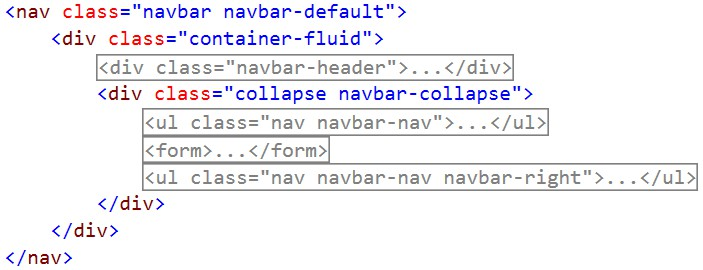 <nav class="navbar navbar-default">
    <div class="container-fluid">
        <div class="navbar-header">...</div>
        <div class="collapse navbar-collapse">
            <ul class="nav navbar-nav">...</ul>
            <form>...</form>
            <ul class="nav navbar-nav navbar-right">...</ul>
        </div>
    </div>
</nav>